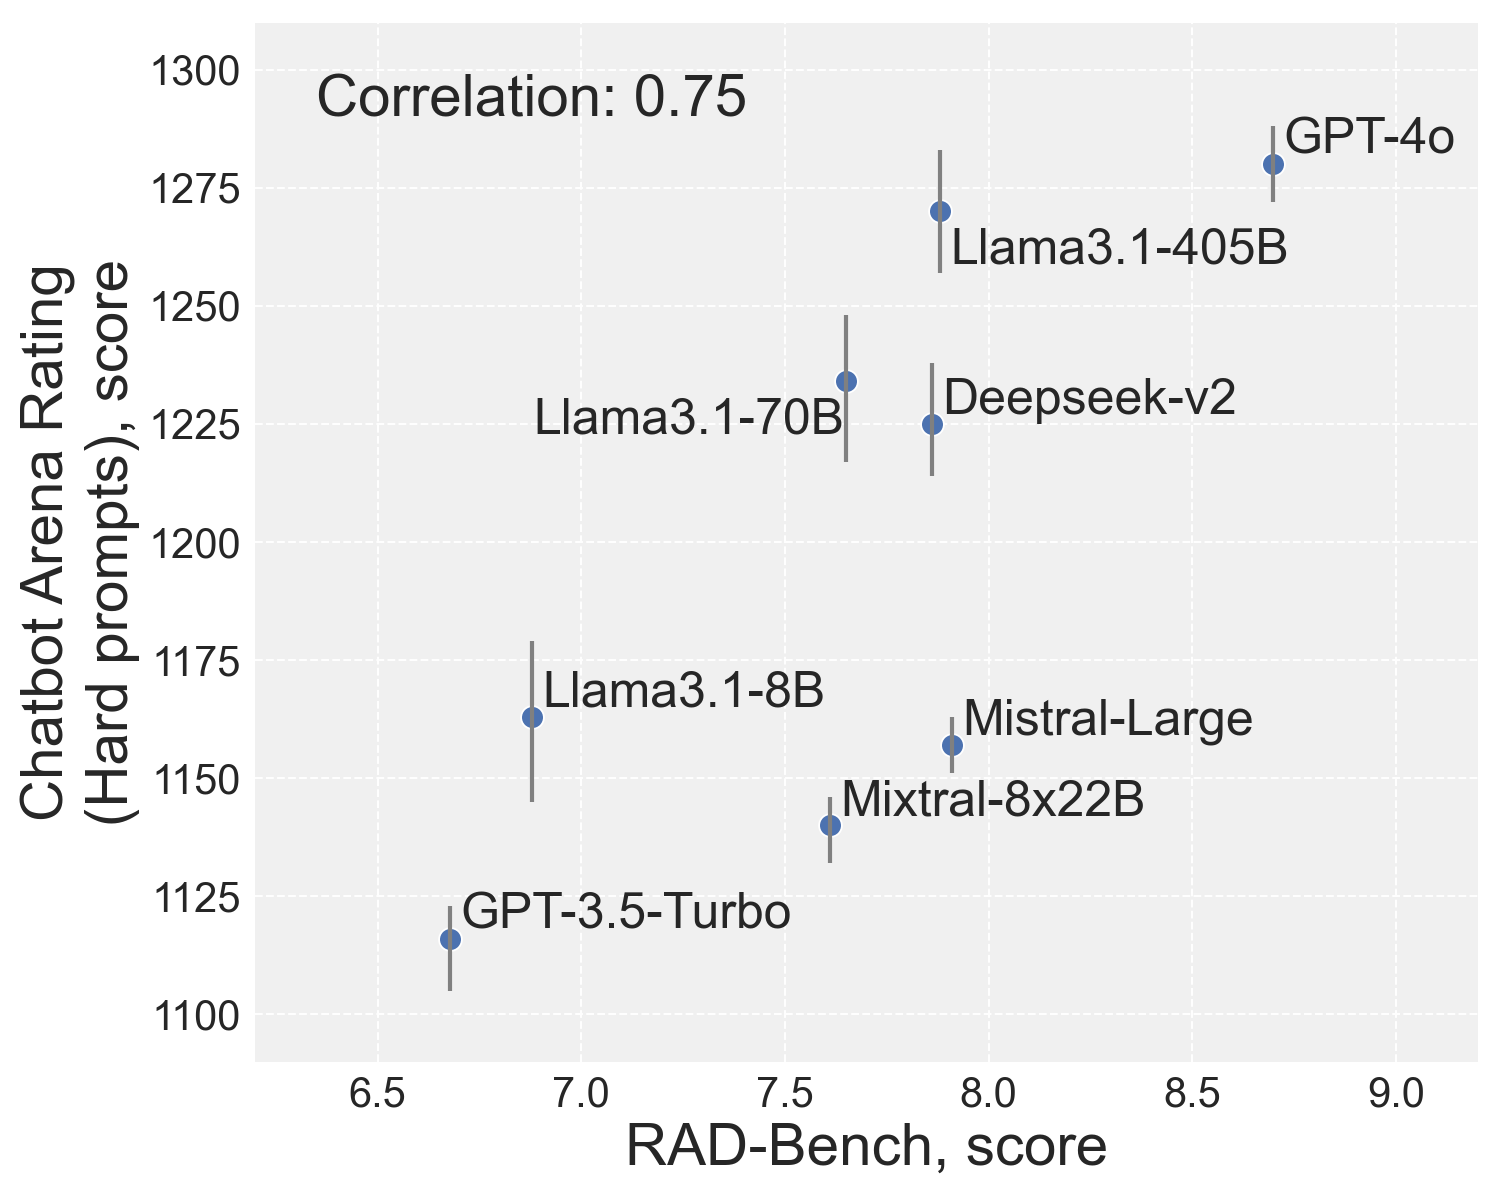 1300
Correlation: 0.75
GPT-4o
1275
Llama3.1-405B
1250
Deepseek-v2
Llama3.1-70B
1225
1200
1175
Llama3.1-8B
Mistral-Large
1150
Mixtral-8x22B
1125
GPT-3.5-Turbo
1100
Chatbot Arena Rating
(Hard prompts), score
6.5 7.0 7.5 8.0 8.5 9.0
RAD-Bench, score